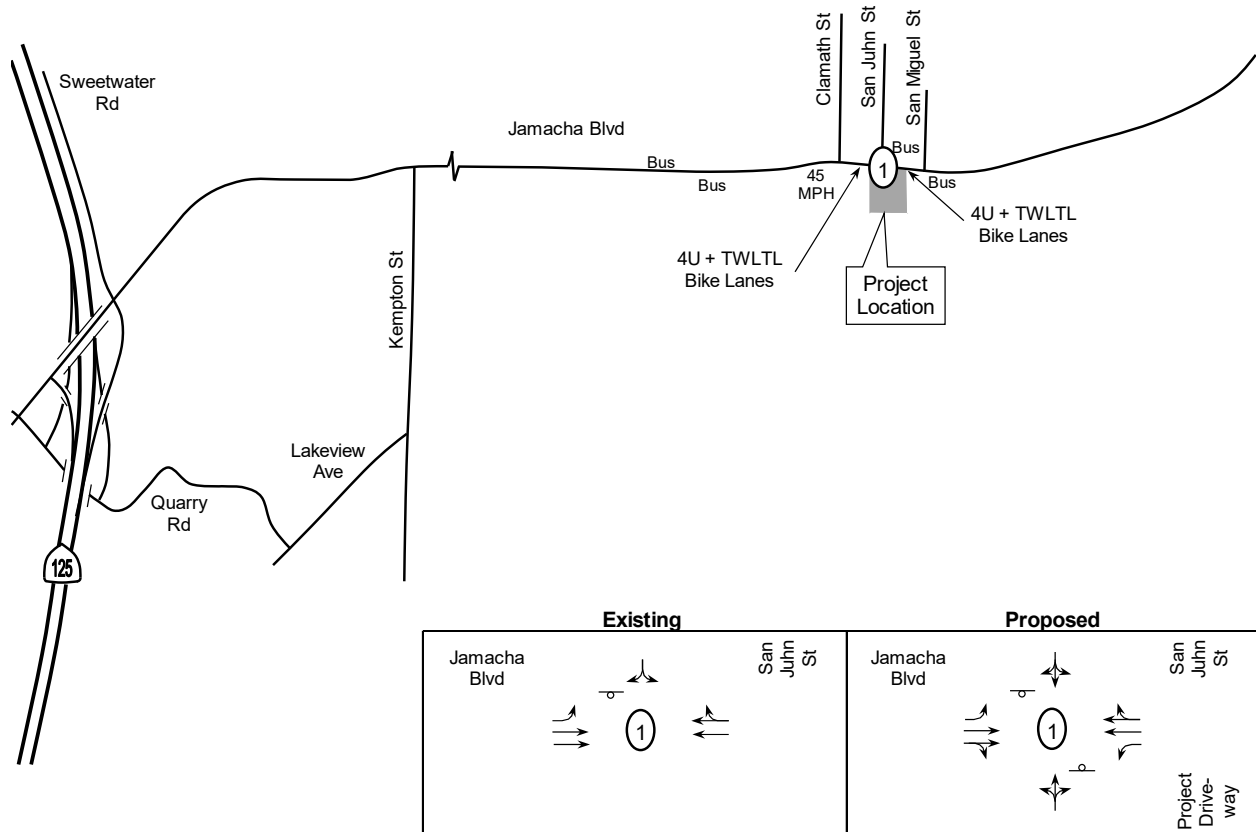 Sweetwater
Rd
Clamath St
San Juhn St
San Miguel St
Jamacha Blvd
Bus
Bus
45
MPH
1
Bus
Bus
4U + TWLTL
Bike Lanes
4U + TWLTL
Bike Lanes
Project
Location
Kempton St
Lakeview
Ave
Quarry
Rd
125
Existing
Jamacha
Blvd
San
Juhn
St
1
Proposed
Jamacha
Blvd
San
Juhn
St
1
Project
Drive-
way